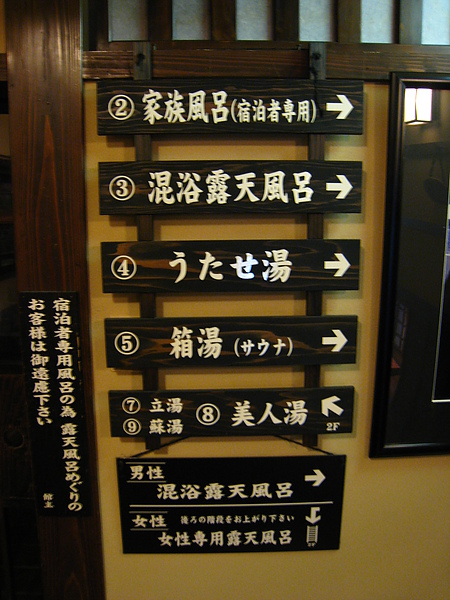 ② 家族風呂(宿泊者専用) →
③ 混浴露天風呂 →
④ うたせ湯 →
⑤ 箱湯(サウナ) →
⑦ 立湯
⑨ 蘇湯
⑧ 美人湯 ↖
2F
男性 →
混浴露天風呂
女性 後ろの階段をお上がり下さい
女性専用露天風呂
宿泊者専用風呂の為 露天風呂めぐりの
お客様は御遠慮下さい
館主